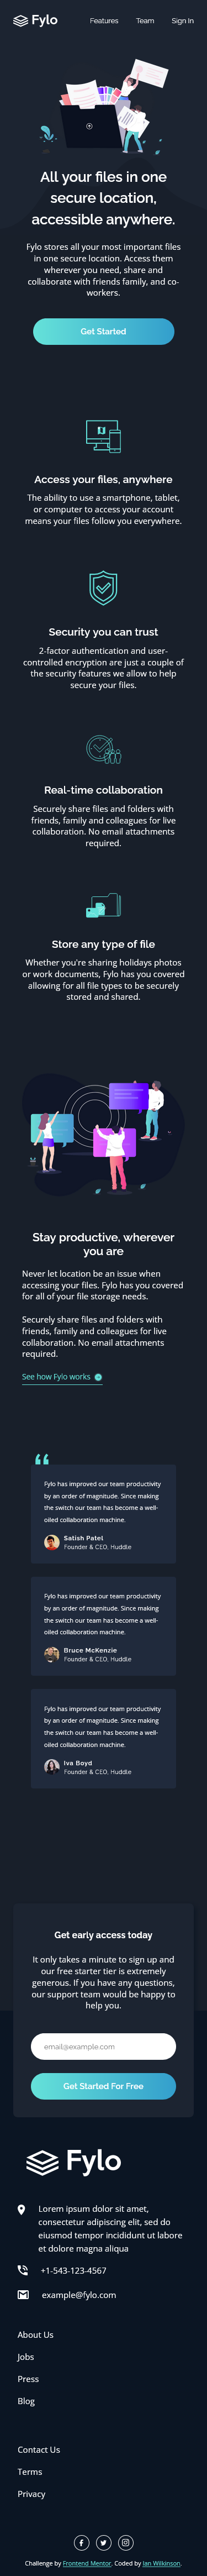 Fylo
Features Team Sign In
All your files in one
secure location,
accessible anywhere.
Fylo stores all your most important files
in one secure location. Access them
wherever you need, share and
collaborate with friends family, and co-
workers.
Get Started
Access your files, anywhere
The ability to use a smartphone, tablet,
or computer to access your account
means your files follow you everywhere.
Security you can trust
2-factor authentication and user-
controlled encryption are just a couple of
the security features we allow to help
secure your files.
Real-time collaboration
Securely share files and folders with
friends, family and colleagues for live
collaboration. No email attachments
required.
Store any type of file
Whether you're sharing holidays photos
or work documents, Fylo has you covered
allowing for all file types to be securely
stored and shared.
Stay productive, wherever
you are
Never let location be an issue when
accessing your files. Fylo has you covered
for all of your file storage needs.
Securely share files and folders with
friends, family and colleagues for live
collaboration. No email attachments
required.
See how Fylo works
Fylo has improved our team productivity
by an order of magnitude. Since making
the switch our team has become a well-
oiled collaboration machine.
Satish Patel
Founder & CEO, Huddle
Fylo has improved our team productivity
by an order of magnitude. Since making
the switch our team has become a well-
oiled collaboration machine.
Bruce McKenzie
Founder & CEO, Huddle
Fylo has improved our team productivity
by an order of magnitude. Since making
the switch our team has become a well-
oiled collaboration machine.
Iva Boyd
Founder & CEO, Huddle
Get early access today
It only takes a minute to sign up and
our free starter tier is extremely
generous. If you have any questions,
our support team would be happy to
help you.
email@example.com
Get Started For Free
Fylo
Lorem ipsum dolor sit amet,
consectetur adipiscing elit, sed do
eiusmod tempor incididunt ut labore
et dolore magna aliqua
+1-543-123-4567
example@fylo.com
About Us
Jobs
Press
Blog
Contact Us
Terms
Privacy
Challenge by Frontend Mentor. Coded by Ian Wilkinson.